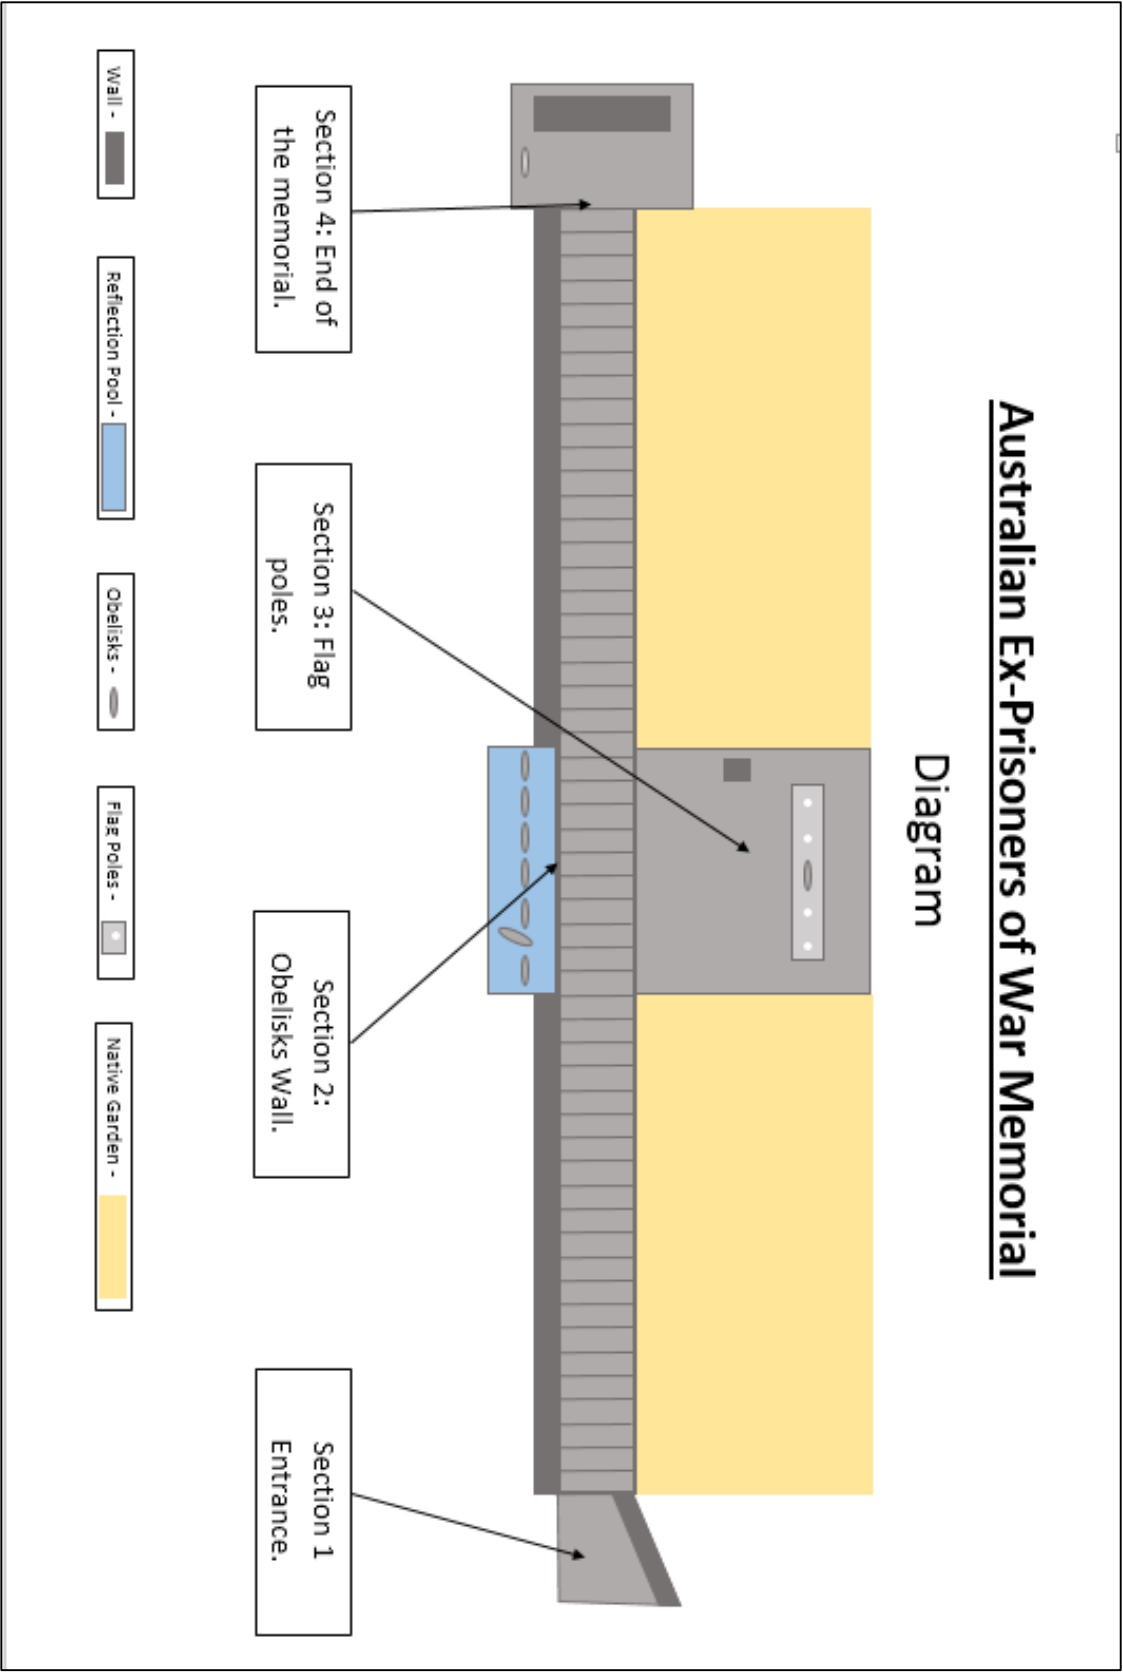 Australian Ex-Prisoners of War Memorial
Diagram
Section 4: End of
the memorial.
Section 3: Flag
poles.
Section 2:
Obelisks Wall.
Section 1
Entrance.
Wall -
Reflection Pool -
Obelisks -
Flag Poles -
Native Garden -